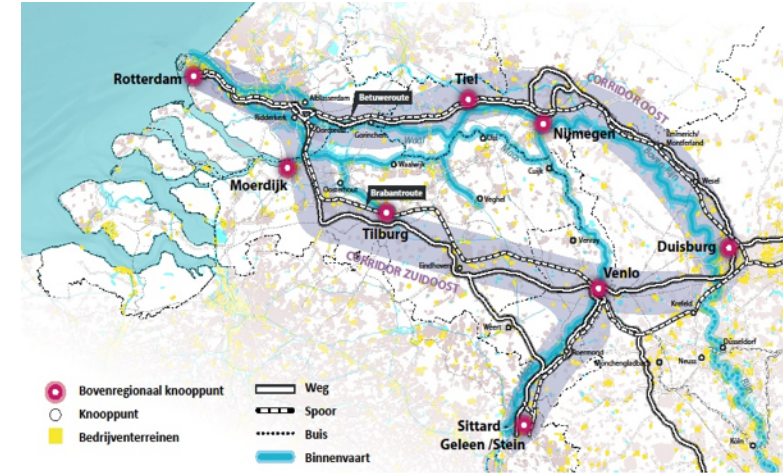 Rotterdam
Tiel
CORRIDOR OOST
Betuweroute
Alblasserdam
Ridderkerk
Gorinchem
Waal
Nijmegen
Emmerich/
Montferland
Oss
Moerdijk
Waalwijk
Cuijk
Wesel
Oosterhout
Veghel
Brabantroute
Tilburg
Venray
Duisburg
CORRIDOR ZUIDOOST
Eindhoven
Venlo
Krefeld
Weert
Düsseldorf
Roermond
Mönchengladbach
Neuss
Sittard -
Geleen /Stein
Köln
Bovenregionaal knooppunt
Knooppunt
Bedrijventerreinen
Weg
Spoor
Buis
Binnenvaart